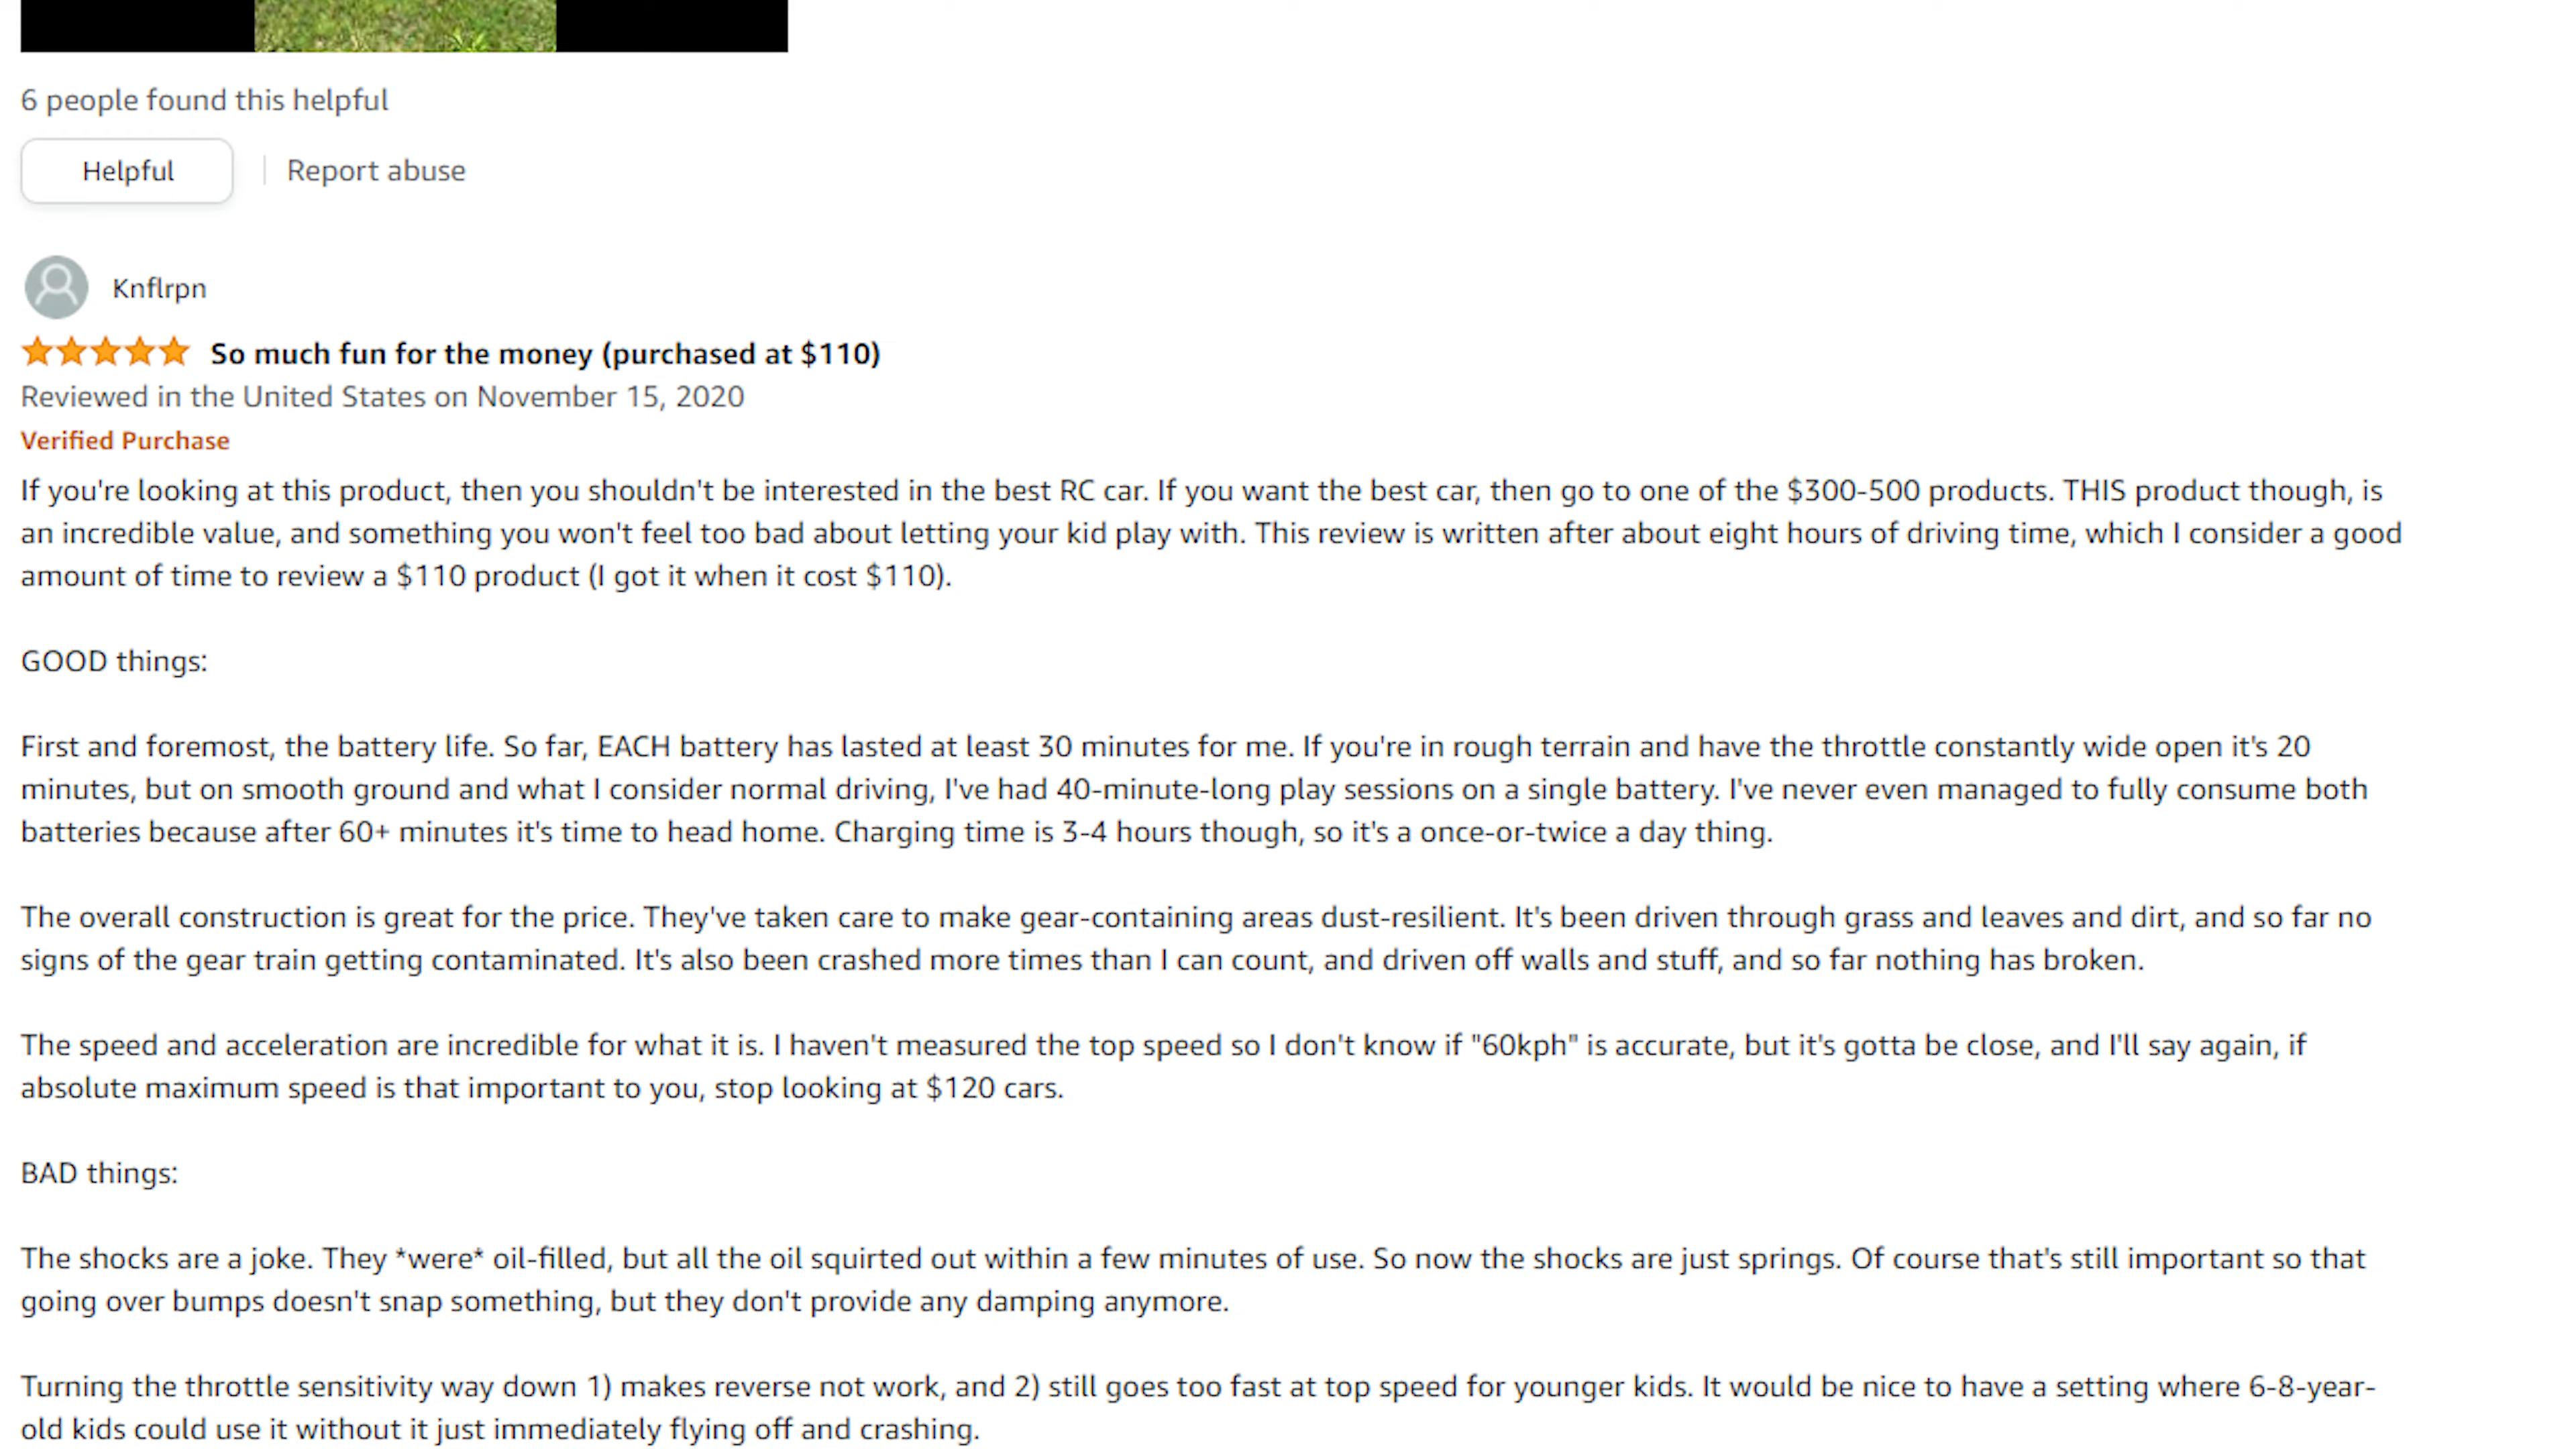 6 people found this helpful
Helpful
Report abuse
Knflrpn
So much fun for the money (purchased at $110)
Reviewed in the United States on November 15, 2020
Verified Purchase
If you're looking at this product, then you shouldn't be interested in the best RC car. If you want the best car, then go to one of the $300-500 products. THIS product though, is
an incredible value, and something you won't feel too bad about letting your kid play with. This review is written after about eight hours of driving time, which I consider a good
amount of time to review a $110 product (I got it when it cost $110).
GOOD things:
First and foremost, the battery life. So far, EACH battery has lasted at least 30 minutes for me. If you're in rough terrain and have the throttle constantly wide open it's 20
minutes, but on smooth ground and what I consider normal driving, I've had 40-minute-long play sessions on a single battery. I've never even managed to fully consume both
batteries because after 60+ minutes it's time to head home. Charging time is 3-4 hours though, so it's a once-or-twice a day thing.
The overall construction is great for the price. They've taken care to make gear-containing areas dust-resilient. It's been driven through grass and leaves and dirt, and so far no
signs of the gear train getting contaminated. It's also been crashed more times than I can count, and driven off walls and stuff, and so far nothing has broken.
The speed and acceleration are incredible for what it is. I haven't measured the top speed so I don't know if "60kph" is accurate, but it's gotta be close, and I'll say again, if
absolute maximum speed is that important to you, stop looking at $120 cars.
BAD things:
The shocks are a joke. They *were* oil-filled, but all the oil squirted out within a few minutes of use. So now the shocks are just springs. Of course that's still important so that
going over bumps doesn't snap something, but they don't provide any damping anymore.
Turning the throttle sensitivity way down 1) makes reverse not work, and 2) still goes too fast at top speed for younger kids. It would be nice to have a setting where 6-8-year-
old kids could use it without it just immediately flying off and crashing.